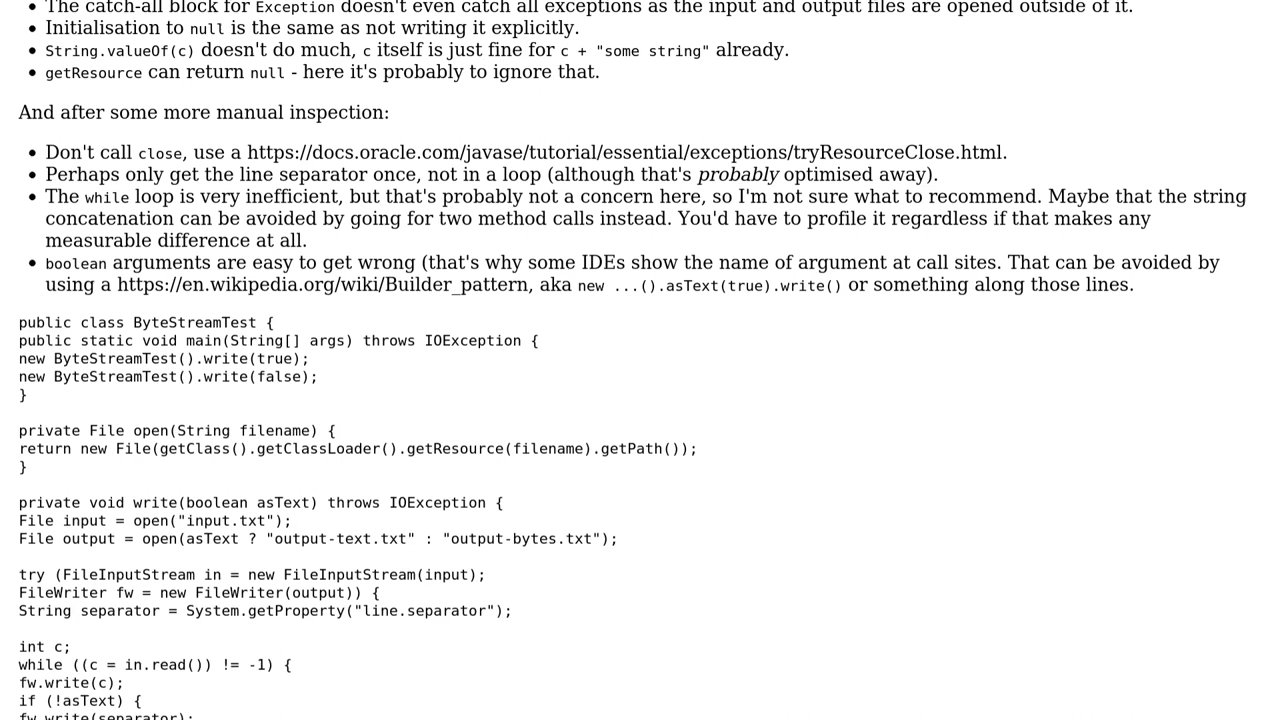 • The catch-all block for Exception doesn't even catch all exceptions as the input and output files are opened outside of it.
• Initialisation to null is the same as not writing it explicitly.
• String.valueOf(c) doesn't do much, c itself is just fine for c + "some string" already.
• getResource can return null - here it's probably to ignore that.
And after some more manual inspection:
• Don't call close, use a https://docs.oracle.com/javase/tutorial/essential/exceptions/tryResourceClose.html.
• Perhaps only get the line separator once, not in a loop (although that's probably optimised away).
• The while loop is very inefficient, but that's probably not a concern here, so I'm not sure what to recommend. Maybe that the string
concatenation can be avoided by going for two method calls instead. You'd have to profile it regardless if that makes any
measurable difference at all.
• boolean arguments are easy to get wrong (that's why some IDEs show the name of argument at call sites. That can be avoided by
using a https://en.wikipedia.org/wiki/Builder_pattern, aka new ...().asText(true).write() or something along those lines.
public class ByteStreamTest {
public static void main(String[] args) throws IOException {
new ByteStreamTest().write(true);
new ByteStreamTest().write(false);
}
private File open(String filename) {
return new File(getClass().getClassLoader().getResource(filename).getPath());
}
private void write(boolean asText) throws IOException {
File input = open("input.txt");
File output = open(asText ? "output-text.txt" : "output-bytes.txt");
try (FileInputStream in = new FileInputStream(input);
FileWriter fw = new FileWriter(output)) {
String separator = System.getProperty("line.separator");
int c;
while ((c = in.read()) != -1) {
fw.write(c);
if (!asText) {
fw.write(separator);